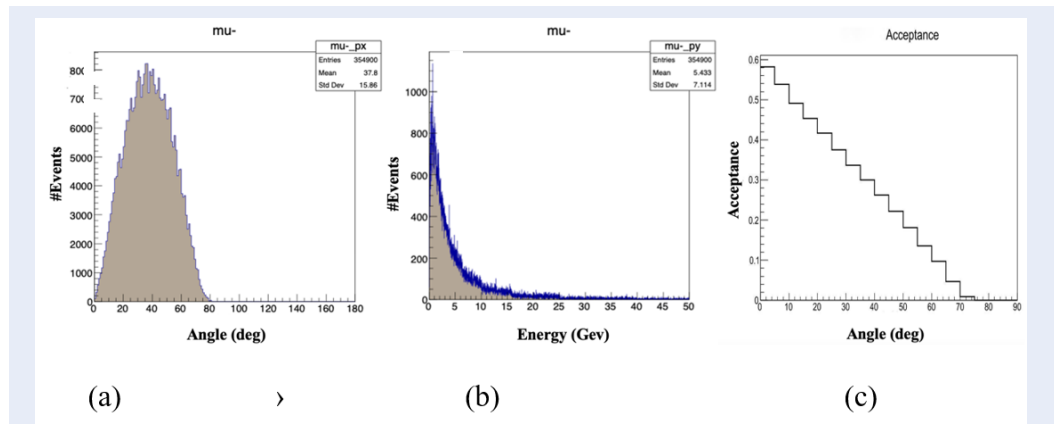 mu-
mu-_px
Entries 354900
Mean 37.8
Std Dev 15.86
800
700
6000
5000
4000
3000
2000
1000
0
0 20 40 60 80 100 120 140 160 180
#Events
Angle (deg)
(a)
›
mu-
mu-_py
Entries 354900
Mean 5.433
Std Dev 7.114
1000
800
600
400
200
0
0 5 10 15 20 25 30 35 40 45 50
#Events
Energy (Gev)
(b)
Acceptance
0.6
0.5
0.4
0.3
0.2
0.1
0
0 10 20 30 40 50 60 70 80 90
Acceptance
Angle (deg)
(c)